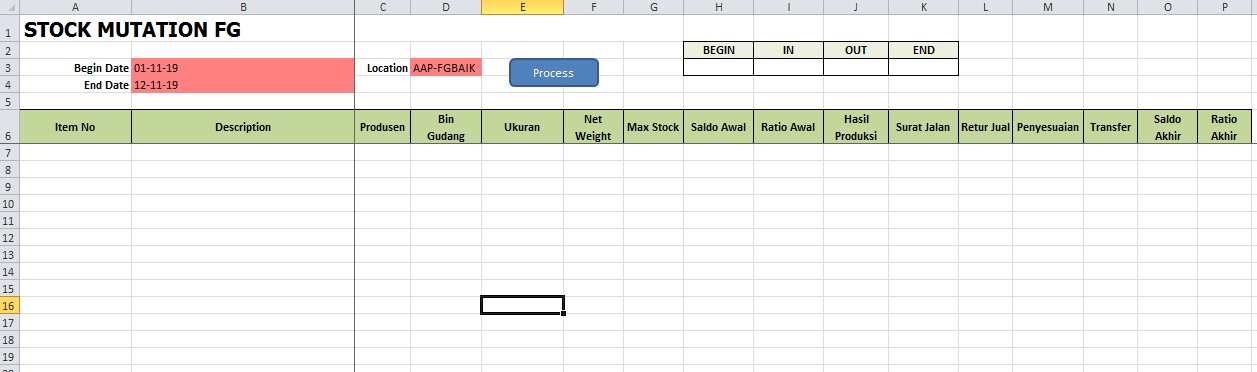 A B C D E F G H I J K L M N O P
1 STOCK MUTATION FG
2 BEGIN IN OUT END
3 Begin Date 01-11-19 Location AAP-FGBAIK Process
4 End Date 12-11-19
5
6 Item No Description Produsen Bin Gudang Ukuran Net Weight Max Stock Saldo Awal Ratio Awal Hasil Produksi Surat Jalan Retur Jual Penyesuaian Transfer Saldo Akhir Ratio Akhir
7
8
9
10
11
12
13
14
15
16
17
18
19